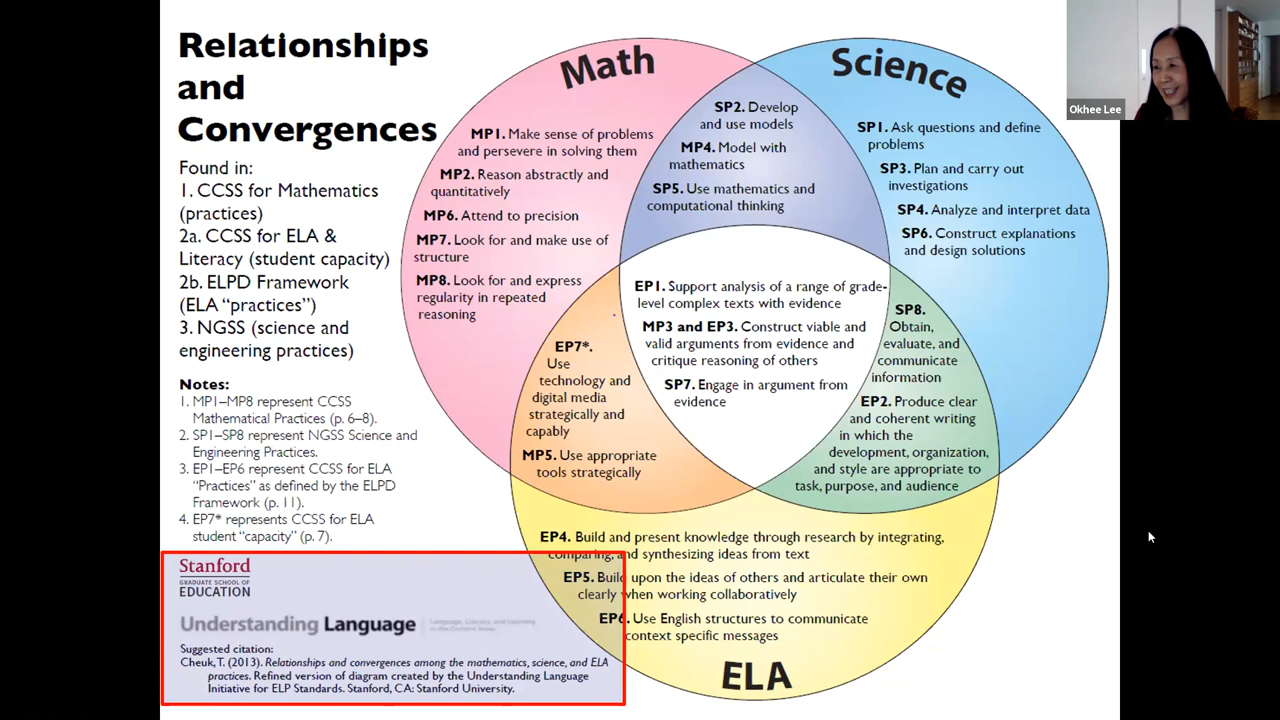 Relationships
and
Convergences
Found in:
1. CCSS for Mathematics
(practices)
2a. CCSS for ELA &
Literacy (student capacity)
2b. ELPD Framework
(ELA “practices”)
3. NGSS (science and
engineering practices)
Notes:
1. MP1–MP8 represent CCSS
Mathematical Practices (p. 6–8).
2. SP1–SP8 represent NGSS Science and
Engineering Practices.
3. EP1–EP6 represent CCSS for ELA
“Practices” as defined by the ELPD
Framework (p. 11).
4. EP7* represents CCSS for ELA
student “capacity” (p. 7).
Math
MP1. Make sense of problems
and persevere in solving them
MP2. Reason abstractly and
quantitatively
MP6. Attend to precision
MP7. Look for and make use of
structure
MP8. Look for and express
regularity in repeated
reasoning
SP2. Develop
and use models
MP4. Model with
mathematics
SP5. Use mathematics and
computational thinking
Science
SP1. Ask questions and define
problems
SP3. Plan and carry out
investigations
SP4. Analyze and interpret data
SP6. Construct explanations
and design solutions
EP1. Support analysis of a range of grade-
level complex texts with evidence
MP3 and EP3. Construct viable and
valid arguments from evidence and
critique reasoning of others
SP7. Engage in argument from
evidence
EP7*.
Use
technology and
digital media
strategically and
capably
MP5. Use appropriate
tools strategically
SP8.
Obtain,
evaluate, and
communicate
information
EP2. Produce clear
and coherent writing
in which the
development, organization,
and style are appropriate to
task, purpose, and audience
EP4. Build and present knowledge through research by integrating,
comparing, and synthesizing ideas from text
EP5. Build upon the ideas of others and articulate their own
clearly when working collaboratively
EP6. Use English structures to communicate
context specific messages
ELA
Stanford
GRADUATE SCHOOL OF
EDUCATION
Understanding Language
Language, Literacy, and Learning
in the Content Areas
Suggested citation:
Cheuk, T. (2013). Relationships and convergences among the mathematics, science, and ELA
practices. Refined version of diagram created by the Understanding Language
Initiative for ELP Standards. Stanford, CA: Stanford University.
Okhee Lee